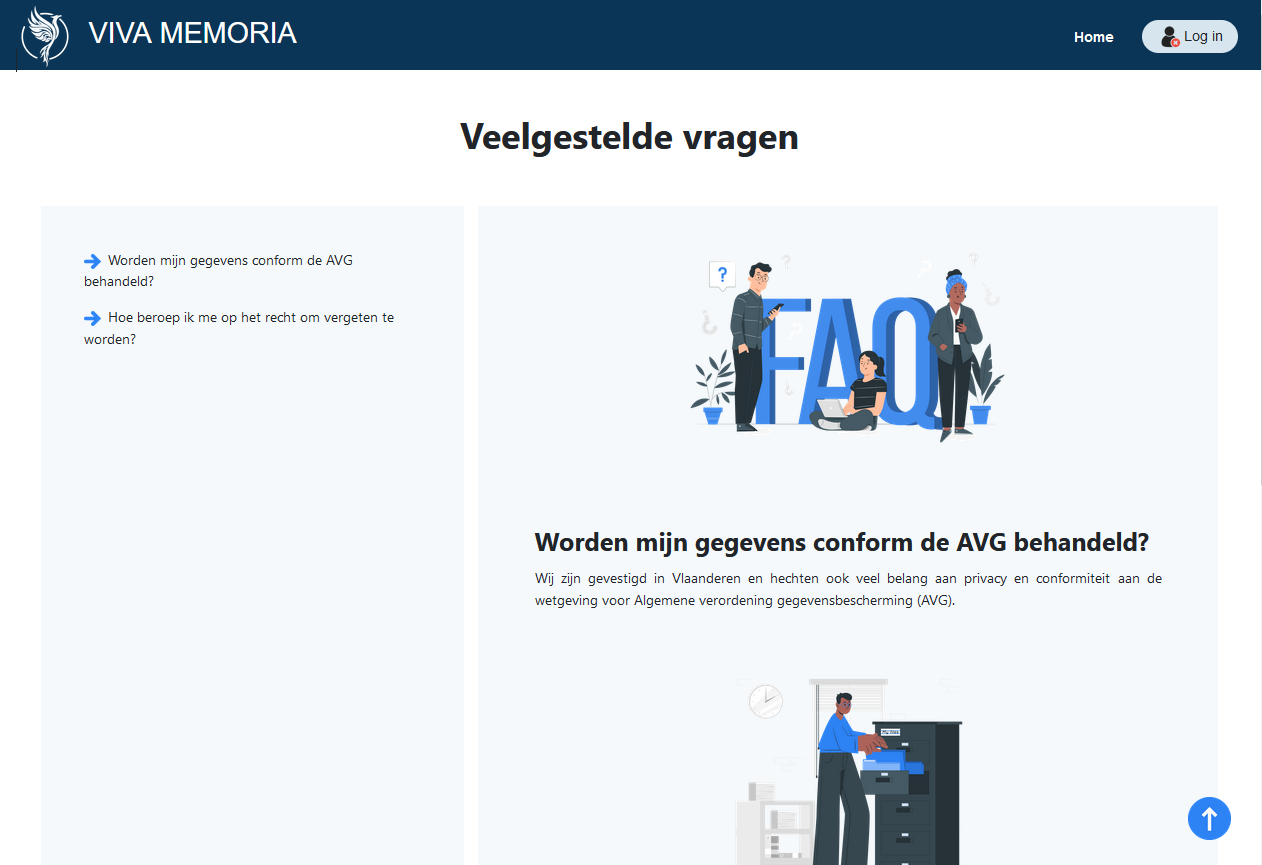 VIVA MEMORIA
Home
Log in
Veelgestelde vragen
Worden mijn gegevens conform de AVG
behandeld?
Hoe beroep ik me op het recht om vergeten te
worden?
?
FAQ
Worden mijn gegevens conform de AVG behandeld?
Wij zijn gevestigd in Vlaanderen en hechten ook veel belang aan privacy en conformiteit aan de
wetgeving voor Algemene verordening gegevensbescherming (AVG).